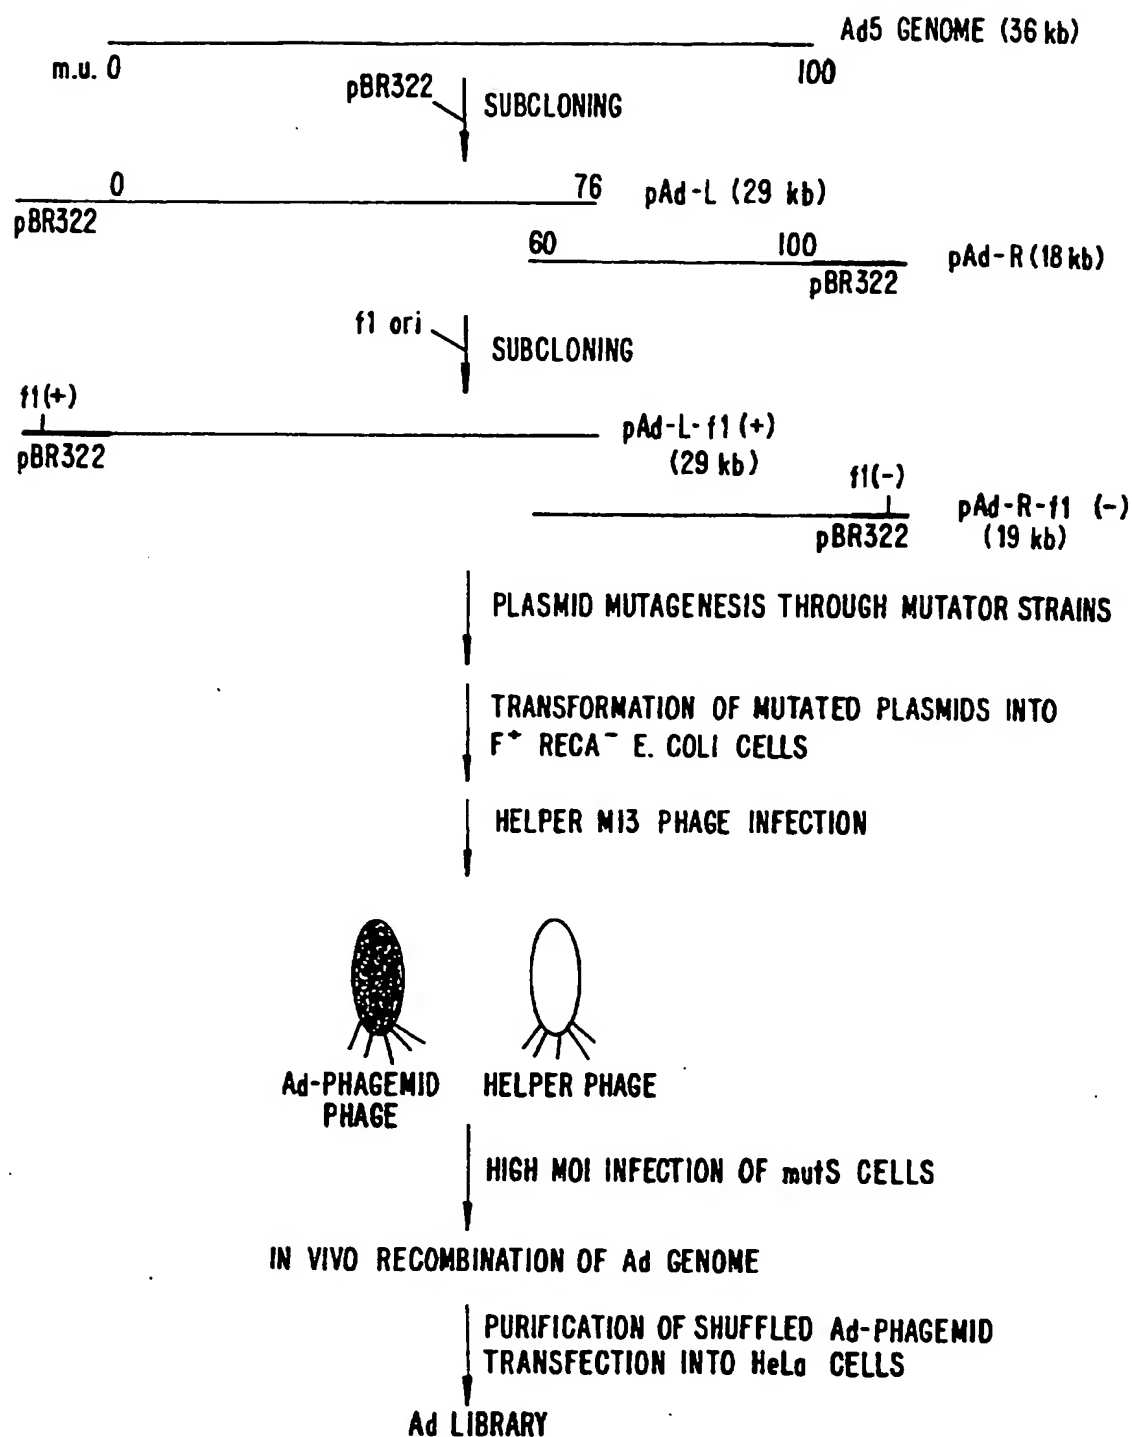 Ad5 GENOME (36 kb)
m.u. 0
100
pBR322
SUBCLONING
0
76
pAd-L (29 kb)
pBR322
60
100
pAd-R (18 kb)
pBR322
f1 ori
SUBCLONING
f1(+)
pBR322
pAd-L-f1 (+)
(29 kb)
f1(-)
pBR322
pAd-R-f1 (-)
(19 kb)
PLASMID MUTAGENESIS THROUGH MUTATOR STRAINS
TRANSFORMATION OF MUTATED PLASMIDS INTO
F⁺ RECA⁻ E. COLI CELLS
HELPER M13 PHAGE INFECTION
Ad-PHAGEMID
PHAGE
HELPER PHAGE
HIGH MOI INFECTION OF mutS CELLS
IN VIVO RECOMBINATION OF Ad GENOME
PURIFICATION OF SHUFFLED Ad-PHAGEMID
TRANSFECTION INTO HeLa CELLS
Ad LIBRARY